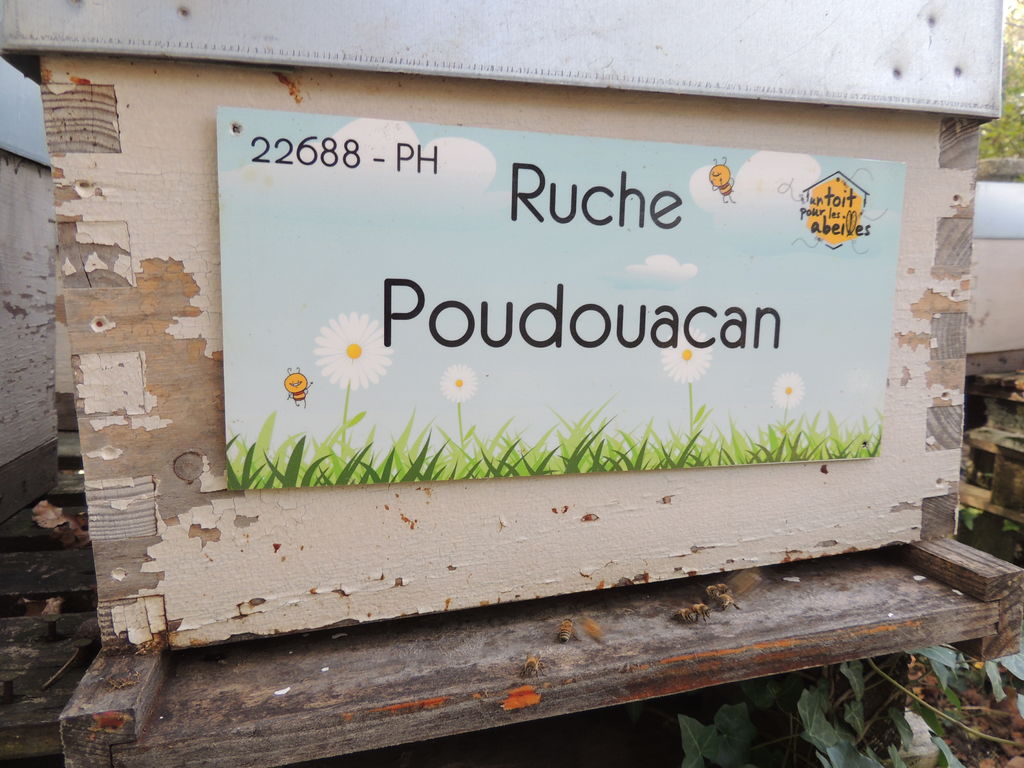 22688 - PH
Ruche
Poudouacan
un toit
pour les
abeilles